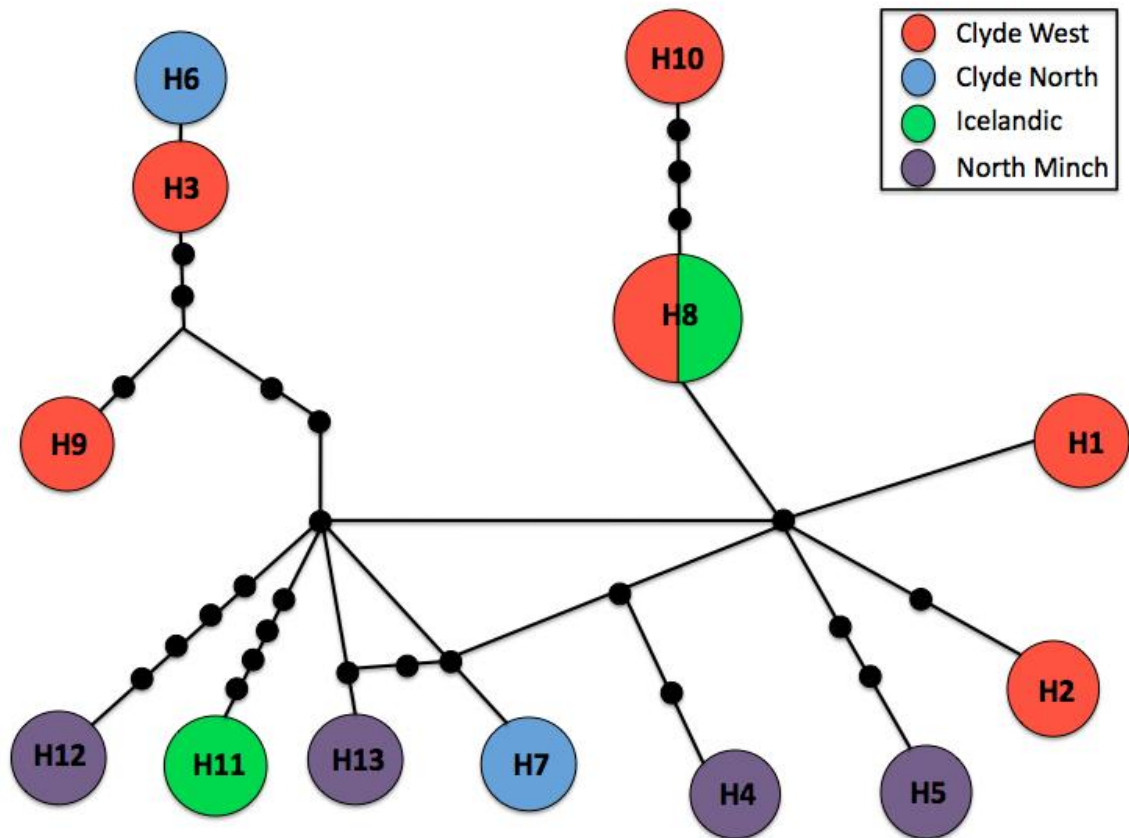 H6
H10
Clyde West
Clyde North
Icelandic
North Minch
H3
H8
H9
H1
H2
H12
H11
H13
H7
H4
H5